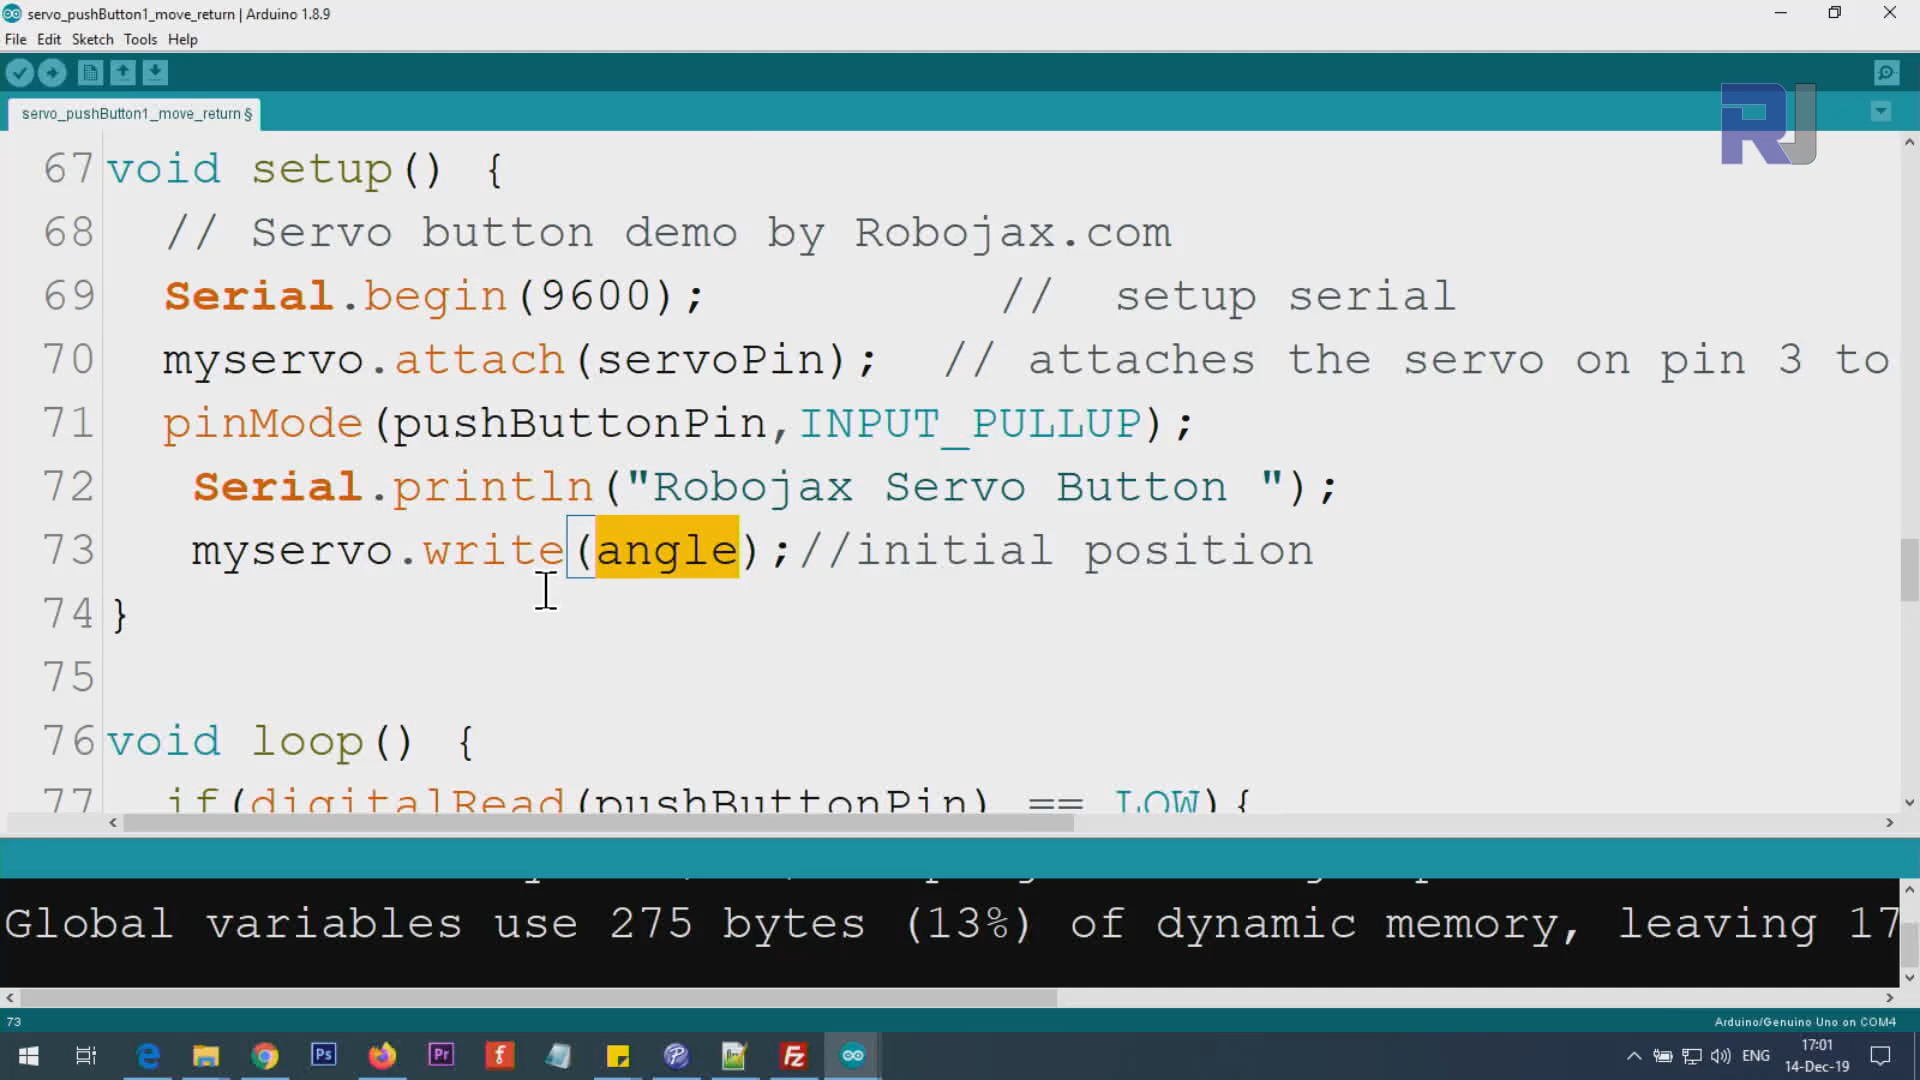 servo_pushButton1_move_return | Arduino 1.8.9
File Edit Sketch Tools Help
servo_pushButton1_move_return §
RJ
67 void setup() {
68 // Servo button demo by Robojax.com
69 Serial.begin(9600); // setup serial
70 myservo.attach(servoPin); // attaches the servo on pin 3 to
71 pinMode(pushButtonPin,INPUT_PULLUP);
72 Serial.println("Robojax Servo Button ");
73 myservo.write(angle);//initial position
74 }
75
76 void loop() {
77 if(digitalRead(pushButtonPin) == LOW){
Global variables use 275 bytes (13%) of dynamic memory, leaving 17
73
Arduino/Genuino Uno on COM4
Ps Pr f P Fz
ENG
17:01
14-Dec-19